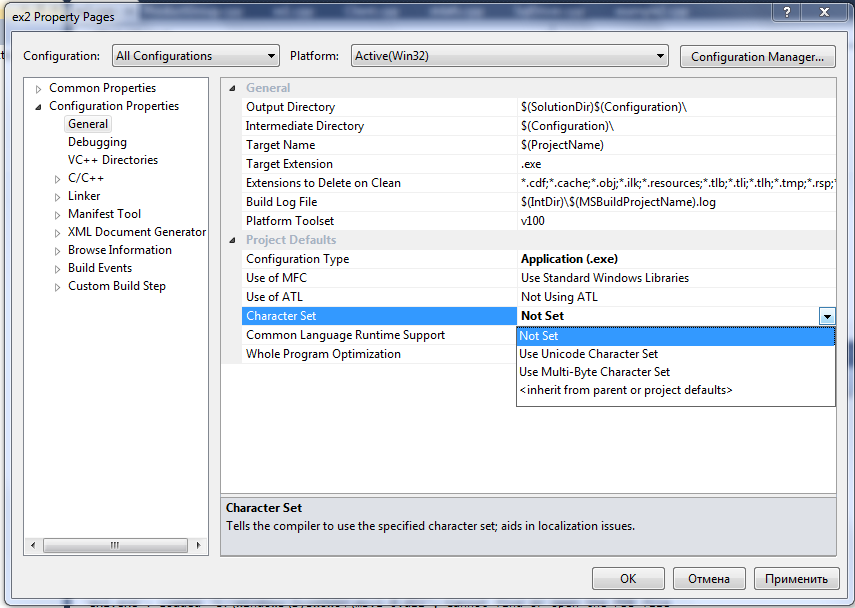 ex2 Property Pages
Configuration: All Configurations Platform: Active(Win32) Configuration Manager...
Common Properties
Configuration Properties
General
Debugging
VC++ Directories
C/C++
Linker
Manifest Tool
XML Document Generator
Browse Information
Build Events
Custom Build Step
General
Output Directory $(SolutionDir)$(Configuration)\
Intermediate Directory $(Configuration)\
Target Name $(ProjectName)
Target Extension .exe
Extensions to Delete on Clean *.cdf;*.cache;*.obj;*.ilk;*.resources;*.tlb;*.tli;*.tlh;*.tmp;*.rsp;*
Build Log File $(IntDir)\$(MSBuildProjectName).log
Platform Toolset v100
Project Defaults
Configuration Type Application (.exe)
Use of MFC Use Standard Windows Libraries
Use of ATL Not Using ATL
Character Set Not Set
Common Language Runtime Support
Whole Program Optimization
Not Set
Use Unicode Character Set
Use Multi-Byte Character Set
<inherit from parent or project defaults>
Character Set
Tells the compiler to use the specified character set; aids in localization issues.
OK Отмена Применить